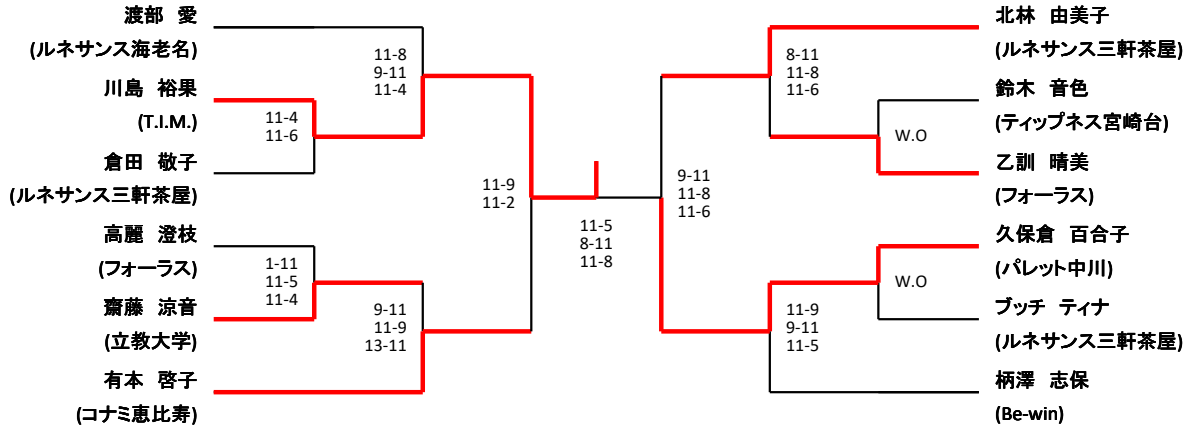 渡部 愛
(ルネサンス海老名)
川島 裕果
(T.I.M.)
倉田 敬子
(ルネサンス三軒茶屋)
高麗 澄枝
(フォーラス)
齋藤 涼音
(立教大学)
有本 啓子
(コナミ恵比寿)
11-4
11-6
1-11
11-5
11-4
11-8
9-11
11-4
9-11
11-9
13-11
11-9
11-2
11-5
8-11
11-8
9-11
11-8
11-6
8-11
11-8
11-6
11-9
9-11
11-5
W.O
W.O
北林 由美子
(ルネサンス三軒茶屋)
鈴木 音色
(ティップネス宮崎台)
乙訓 晴美
(フォーラス)
久保倉 百合子
(パレット中川)
ブッチ ティナ
(ルネサンス三軒茶屋)
柄澤 志保
(Be-win)